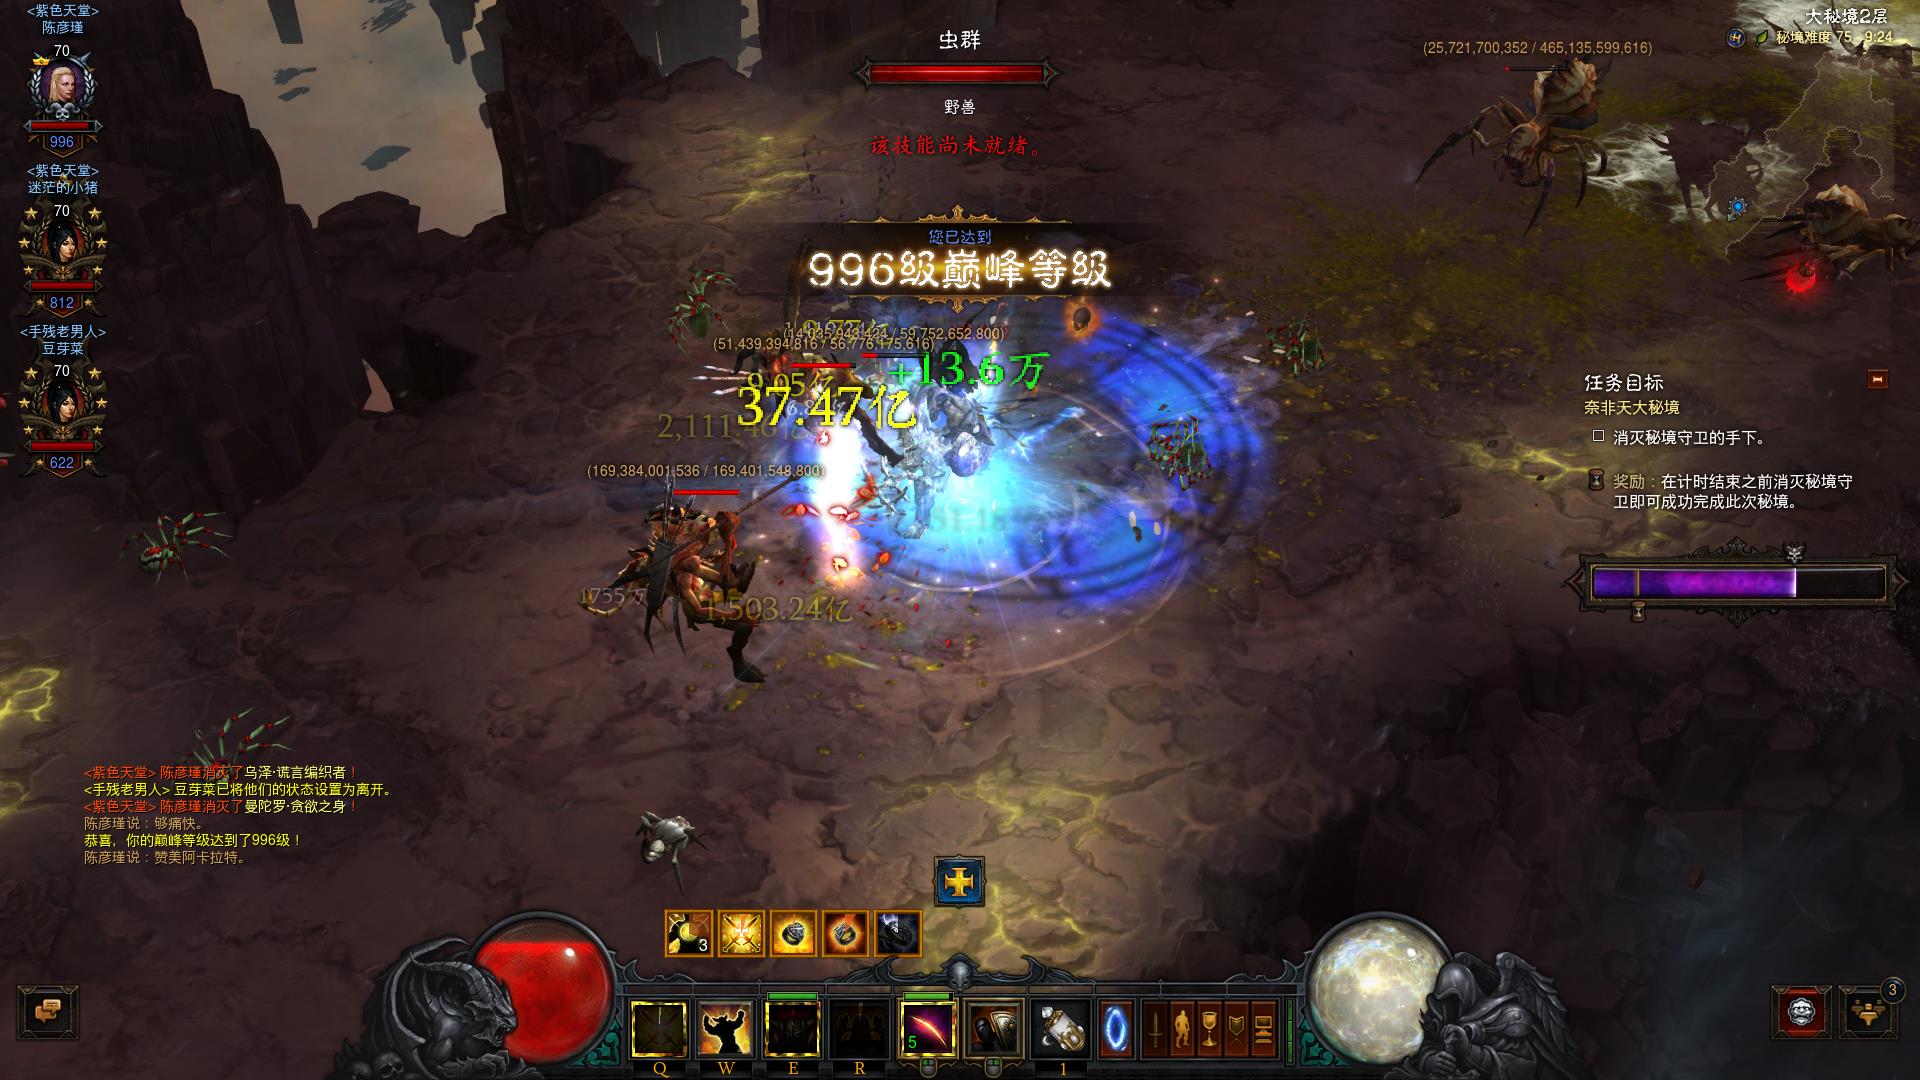 <紫色天堂>
陈彦瑾
70
996
<紫色天堂>
迷茫的小猪
70
812
<手残老男人>
豆芽菜
70
622
虫群
野兽
该技能尚未就绪。
您已达到
996级巅峰等级
(14,035,943,424 / 59,752,652,800)
(51,439,394,816 / 56,776,175,616)
+13.6万
9.05亿
37.47亿
(169,384,001,536 / 169,401,548,800)
1755万
1,503.24亿
大秘境2层
秘境难度 75 - 9:24
(25,721,700,352 / 465,135,599,616)
任务目标
奈非天大秘境
消灭秘境守卫的手下。
奖励：在计时结束之前消灭秘境守
卫即可成功完成此次秘境。
<紫色天堂> 陈彦瑾消灭了乌泽·谎言编织者！
<手残老男人> 豆芽菜已将他们的状态设置为离开。
<紫色天堂> 陈彦瑾消灭了曼陀罗·贪欲之身！
陈彦瑾说：够痛快。
恭喜，你的巅峰等级达到了996级！
陈彦瑾说：赞美阿卡拉特。
3
5
Q W E R 1
3